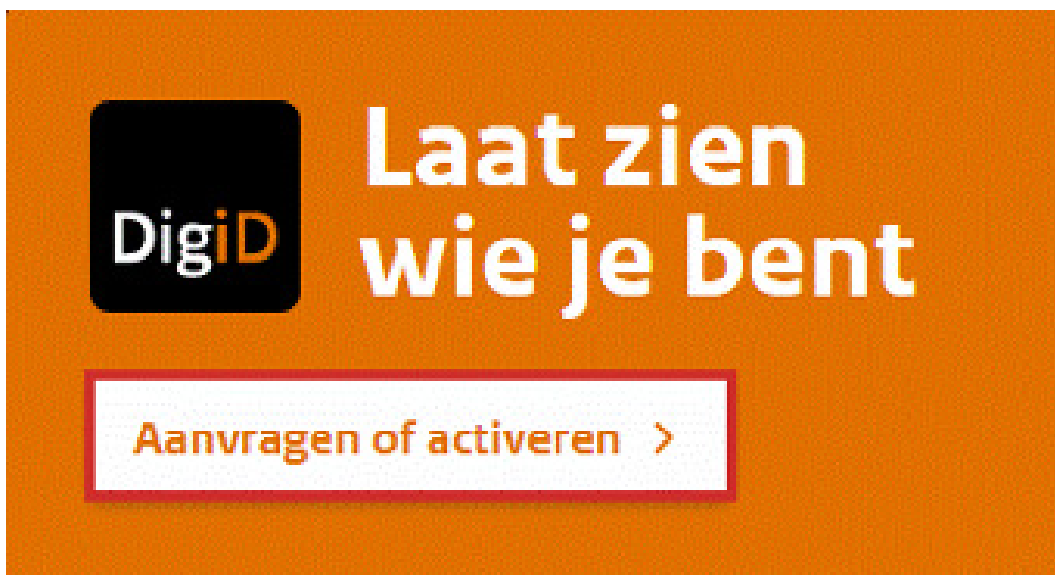 DigiD
Laat zien
wie je bent
Aanvragen of activeren >